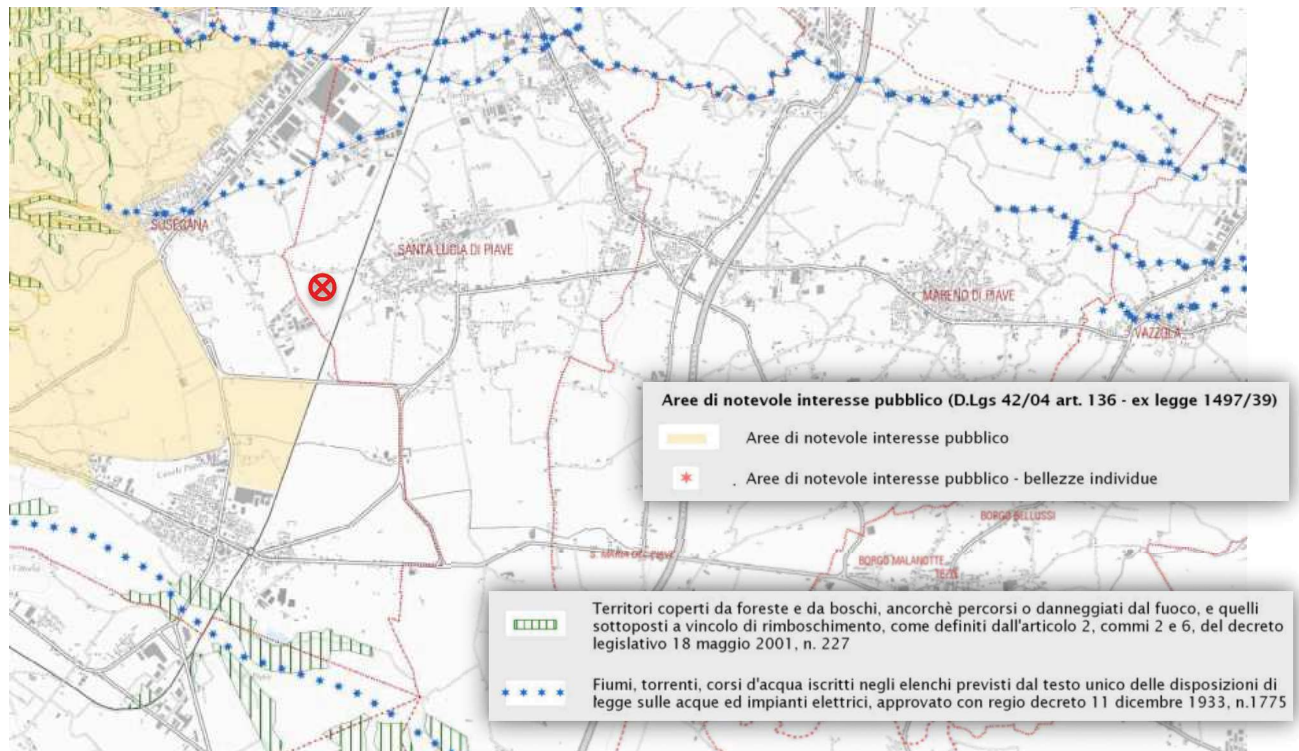 SUSEGANA
SANTA LUCIA DI PIAVE
MARENO DI PIAVE
VAZZOLA
Aree di notevole interesse pubblico (D.Lgs 42/04 art. 136 - ex legge 1497/39)
Aree di notevole interesse pubblico
. Aree di notevole interesse pubblico - bellezze individue
BORGO BELLUSSI
S. MARIA DEL PIAVE
BORGO MALANOTTE
TEZZE
Territori coperti da foreste e da boschi, ancorchè percorsi o danneggiati dal fuoco, e quelli
sottoposti a vincolo di rimboschimento, come definiti dall'articolo 2, commi 2 e 6, del decreto
legislativo 18 maggio 2001, n. 227
Fiumi, torrenti, corsi d'acqua iscritti negli elenchi previsti dal testo unico delle disposizioni di
legge sulle acque ed impianti elettrici, approvato con regio decreto 11 dicembre 1933, n.1775